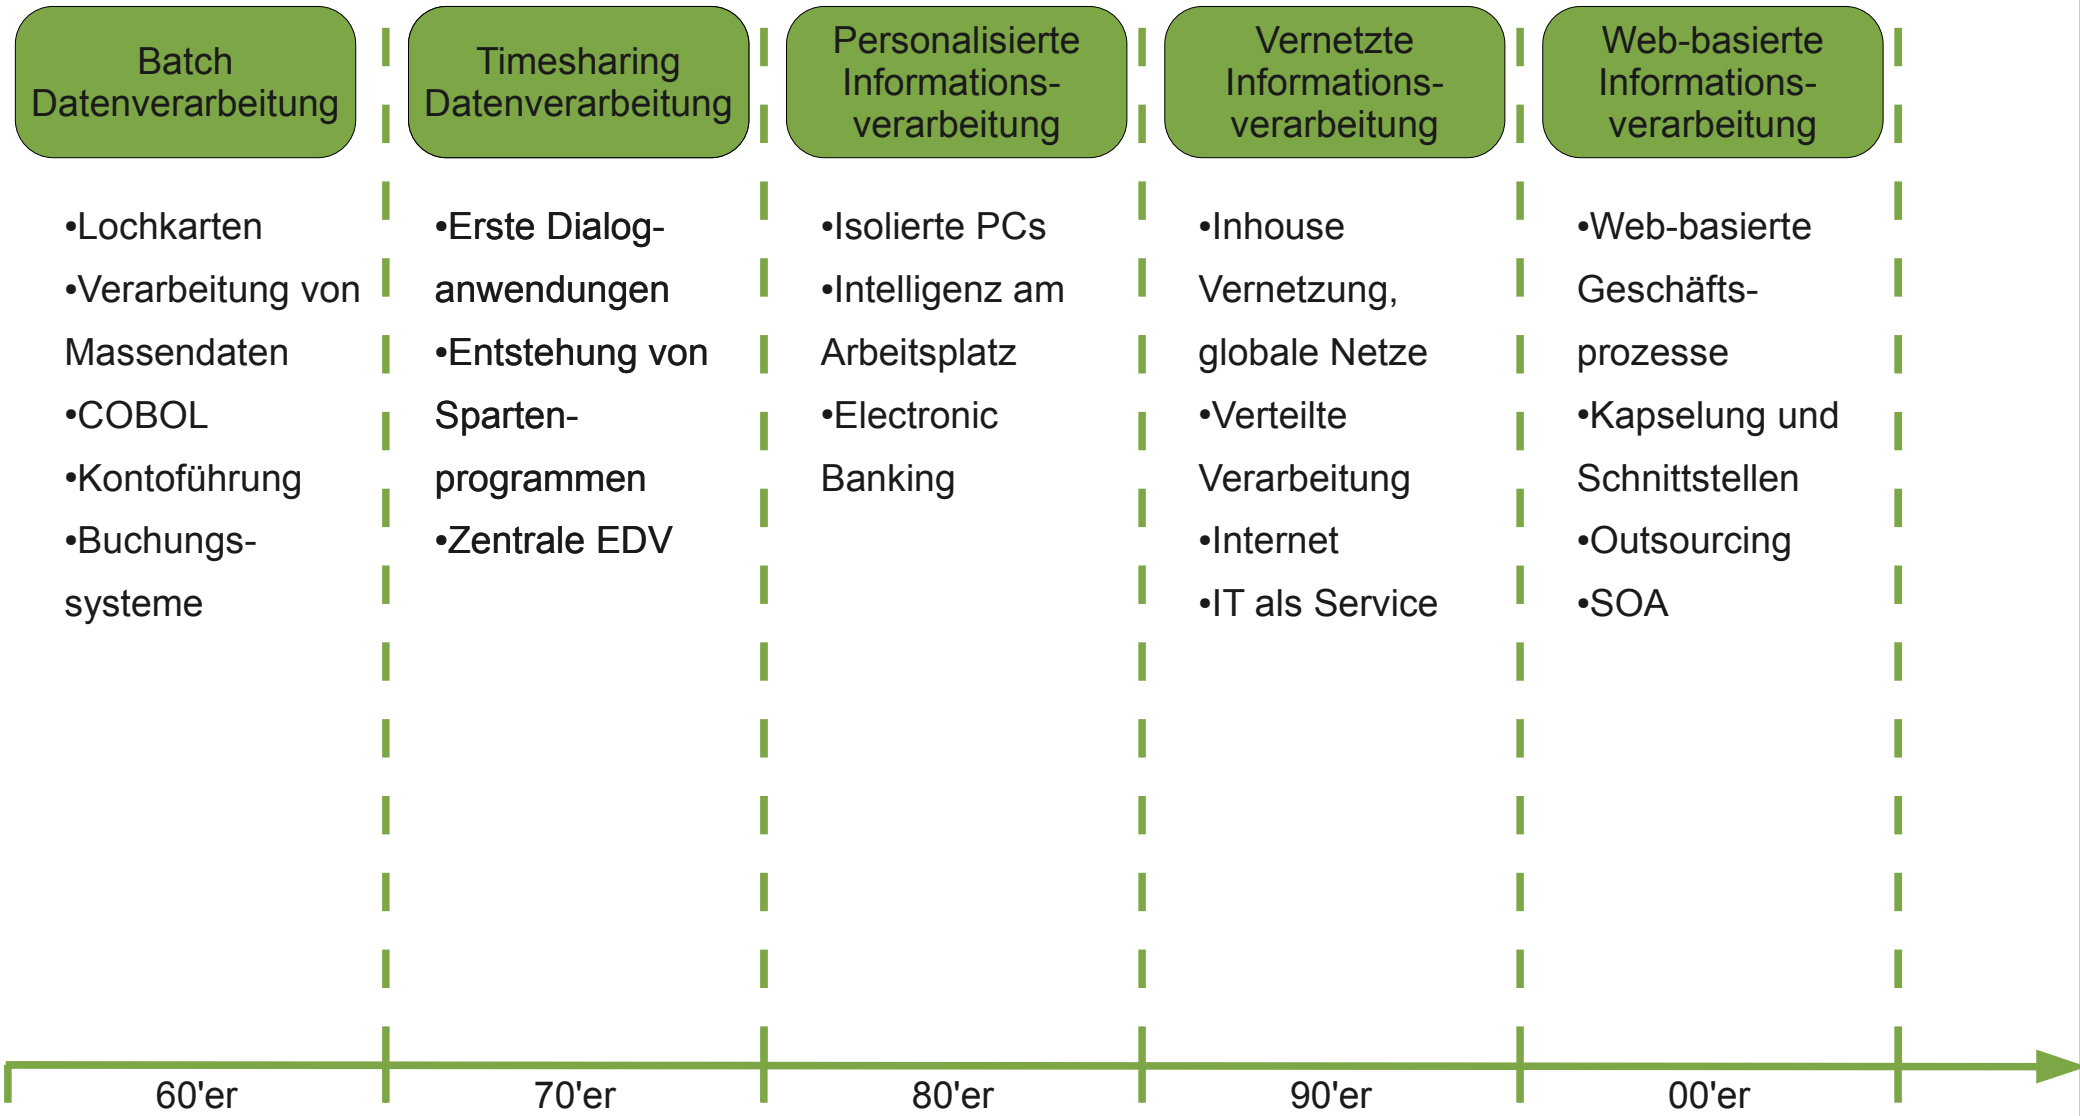 Batch
Datenverarbeitung
Timesharing
Datenverarbeitung
Personalisierte
Informations-
verarbeitung
Vernetzte
Informations-
verarbeitung
Web-basierte
Informations-
verarbeitung
•Lochkarten
•Verarbeitung von
Massendaten
•COBOL
•Kontoführung
•Buchungs-
systeme
•Erste Dialog-
anwendungen
•Entstehung von
Sparten-
programmen
•Zentrale EDV
•Isolierte PCs
•Intelligenz am
Arbeitsplatz
•Electronic
Banking
•Inhouse
Vernetzung,
globale Netze
•Verteilte
Verarbeitung
•Internet
•IT als Service
•Web-basierte
Geschäfts-
prozesse
•Kapselung und
Schnittstellen
•Outsourcing
•SOA
60'er
70'er
80'er
90'er
00'er